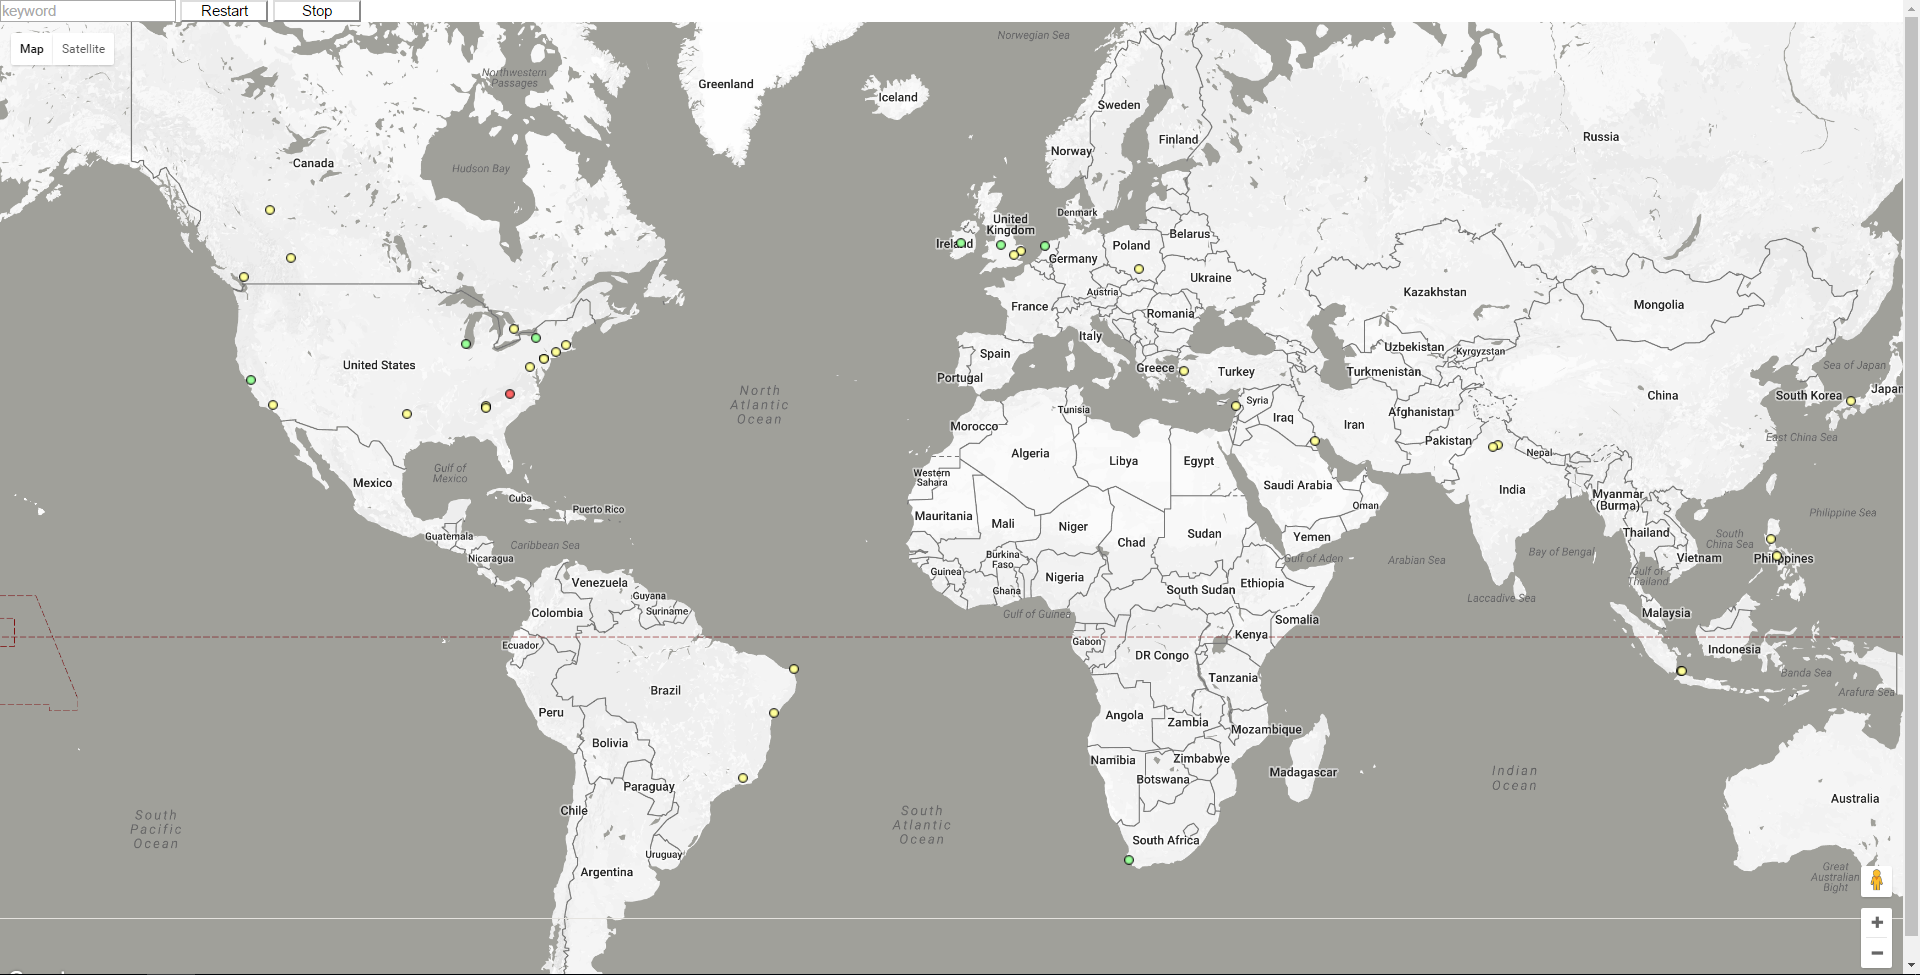 keyword
Restart
Stop
Map
Satellite
Norwegian Sea
Northwestern
Passages
Greenland
Iceland
Sweden
Finland
Russia
Norway
Canada
Hudson Bay
Denmark
United
Kingdom
Ireland
Belarus
Poland
Germany
Ukraine
Austria
Kazakhstan
Mongolia
France
Romania
Italy
Uzbekistan
Kyrgyzstan
Spain
United States
Greece
Turkey
Turkmenistan
Sea of Japan
Portugal
North
Atlantic
Ocean
South Korea
Japan
China
Syria
Tunisia
Afghanistan
Iraq
Iran
Morocco
East China Sea
Pakistan
Algeria
Libya
Egypt
Nepal
Gulf of
Mexico
Western
Sahara
Mexico
Saudi Arabia
India
Myanmar
(Burma)
Cuba
Puerto Rico
Oman
Philippine Sea
Mauritania
Mali
Niger
Sudan
Yemen
Thailand
South
China Sea
Guatemala
Caribbean Sea
Chad
Burkina
Faso
Gulf of Aden
Arabian Sea
Bay of Bengal
Vietnam
Philippines
Nicaragua
Guinea
Nigeria
Ethiopia
Gulf of
Thailand
Venezuela
Guyana
Ghana
South Sudan
Laccadive Sea
Colombia
Suriname
Gulf of Guinea
Somalia
Malaysia
Ecuador
Gabon
Kenya
Indonesia
DR Congo
Tanzania
Banda Sea
Brazil
Arafura Sea
Peru
Angola
Zambia
Mozambique
Bolivia
Namibia
Zimbabwe
Botswana
Madagascar
Indian
Ocean
Paraguay
Chile
Australia
South
Pacific
Ocean
South
Atlantic
Ocean
South Africa
Uruguay
Argentina
Great
Australian
Bight